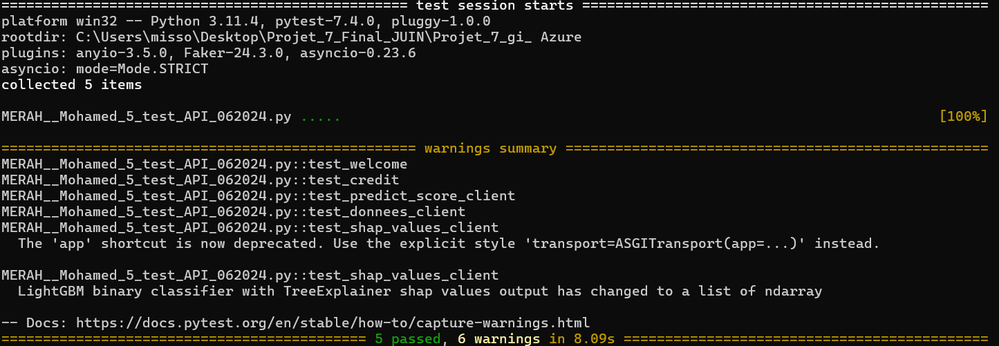 ================================================= test session starts =================================================
platform win32 -- Python 3.11.4, pytest-7.4.0, pluggy-1.0.0
rootdir: C:\Users\misso\Desktop\Projet_7_Final_JUIN\Projet_7_gi_ Azure
plugins: anyio-3.5.0, Faker-24.3.0, asyncio-0.23.6
asyncio: mode=Mode.STRICT
collected 5 items
MERAH__Mohamed_5_test_API_062024.py ..... [100%]
================================================== warnings summary ===================================================
MERAH__Mohamed_5_test_API_062024.py::test_welcome
MERAH__Mohamed_5_test_API_062024.py::test_credit
MERAH__Mohamed_5_test_API_062024.py::test_predict_score_client
MERAH__Mohamed_5_test_API_062024.py::test_donnees_client
MERAH__Mohamed_5_test_API_062024.py::test_shap_values_client
The 'app' shortcut is now deprecated. Use the explicit style 'transport=ASGITransport(app=...)' instead.
MERAH__Mohamed_5_test_API_062024.py::test_shap_values_client
LightGBM binary classifier with TreeExplainer shap values output has changed to a list of ndarray
-- Docs: https://docs.pytest.org/en/stable/how-to/capture-warnings.html
============================================ 5 passed, 6 warnings in 8.09s ============================================